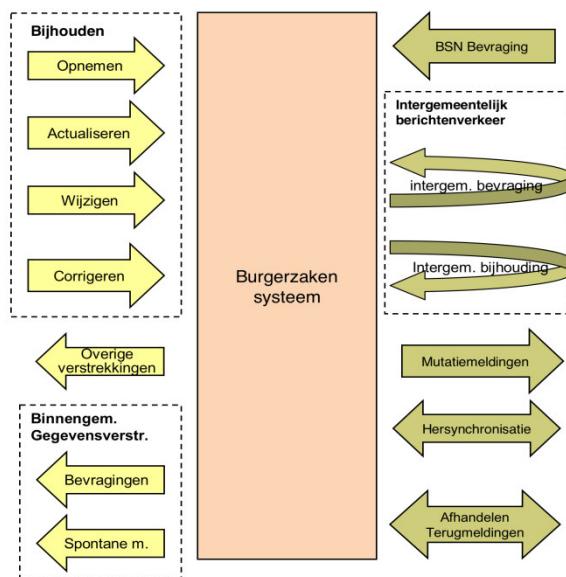 Bijhouden
Opnemen
Actualiseren
Wijzigen
Corrigeren
Overige
verstrekkingen
Binnengem.
Gegevensverstr.
Bevragingen
Spontane m.
Burgerzaken
systeem
BSN Bevraging
Intergemeentelijk
berichtenverkeer
intergem. bevraging
Intergem. bijhouding
Mutatiemeldingen
Hersynchronisatie
Afhandelen
Terugmeldingen